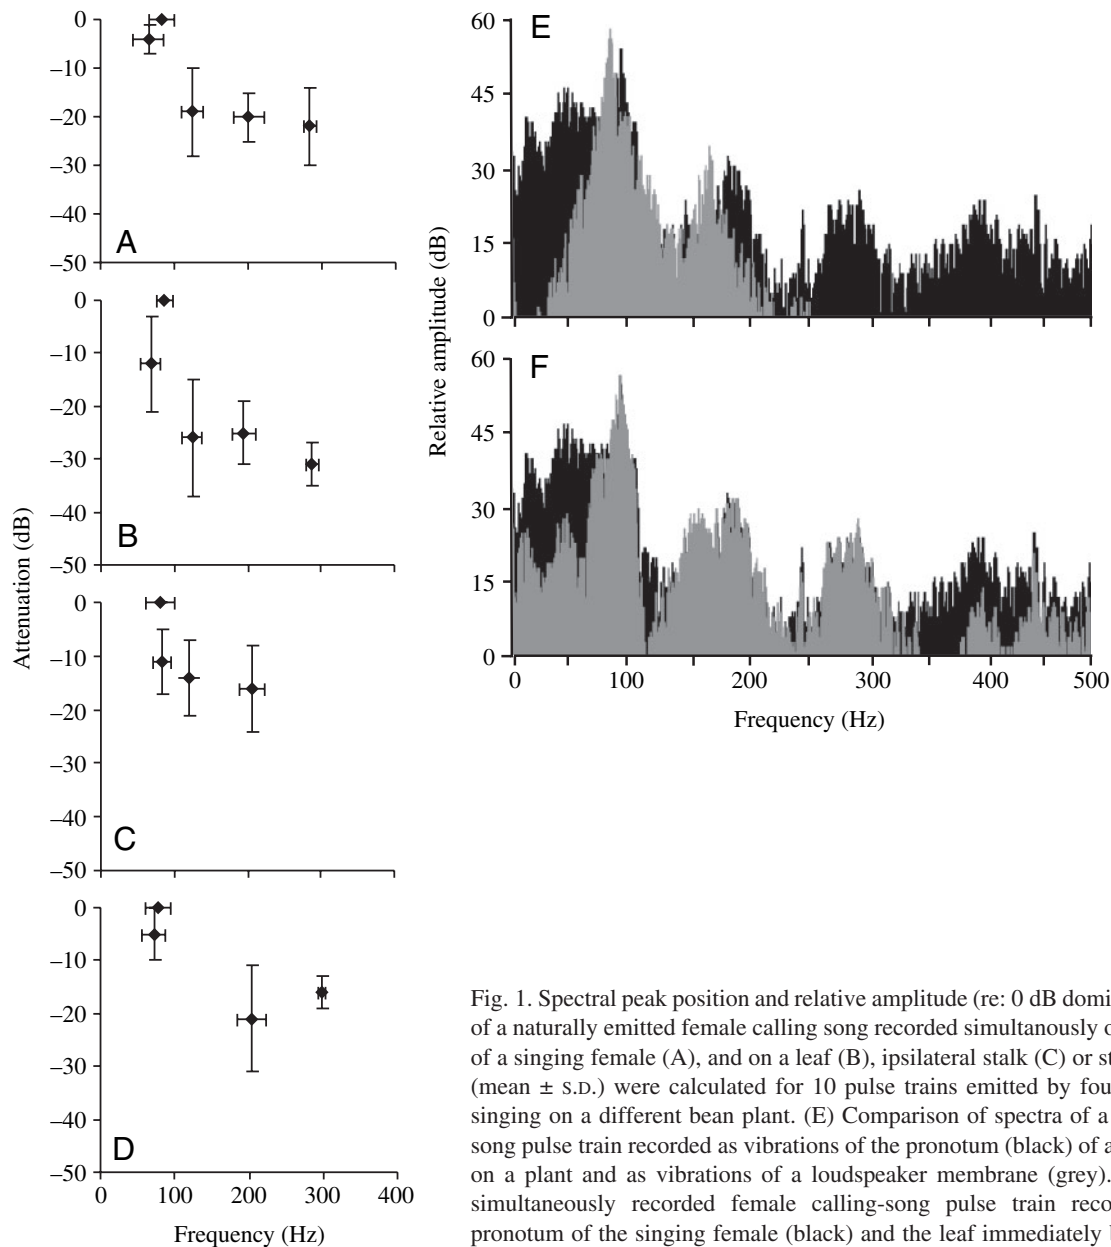 0
–10
–20
–30
–40
–50
A
0
–10
–20
–30
–40
–50
B
0
–10
–20
–30
–40
–50
C
Frequency (Hz)
400
0
–10
–20
–30
–40
–50
D
0
100
200
300
400
Frequency (Hz)
Attenuation (dB)
60
45
30
15
0
E
60
45
30
15
0
F
Relative amplitude (dB)
0
100
200
300
400
500
Frequency (Hz)
Fig. 1. Spectral peak position and relative amplitude (re: 0 dB domi
of a naturally emitted female calling song recorded simultanously o
of a singing female (A), and on a leaf (B), ipsilateral stalk (C) or st
(mean ± S.D.) were calculated for 10 pulse trains emitted by fou
singing on a different bean plant. (E) Comparison of spectra of a
song pulse train recorded as vibrations of the pronotum (black) of a
on a plant and as vibrations of a loudspeaker membrane (grey).
simultaneously recorded female calling-song pulse train reco
pronotum of the singing female (black) and the leaf immediately b